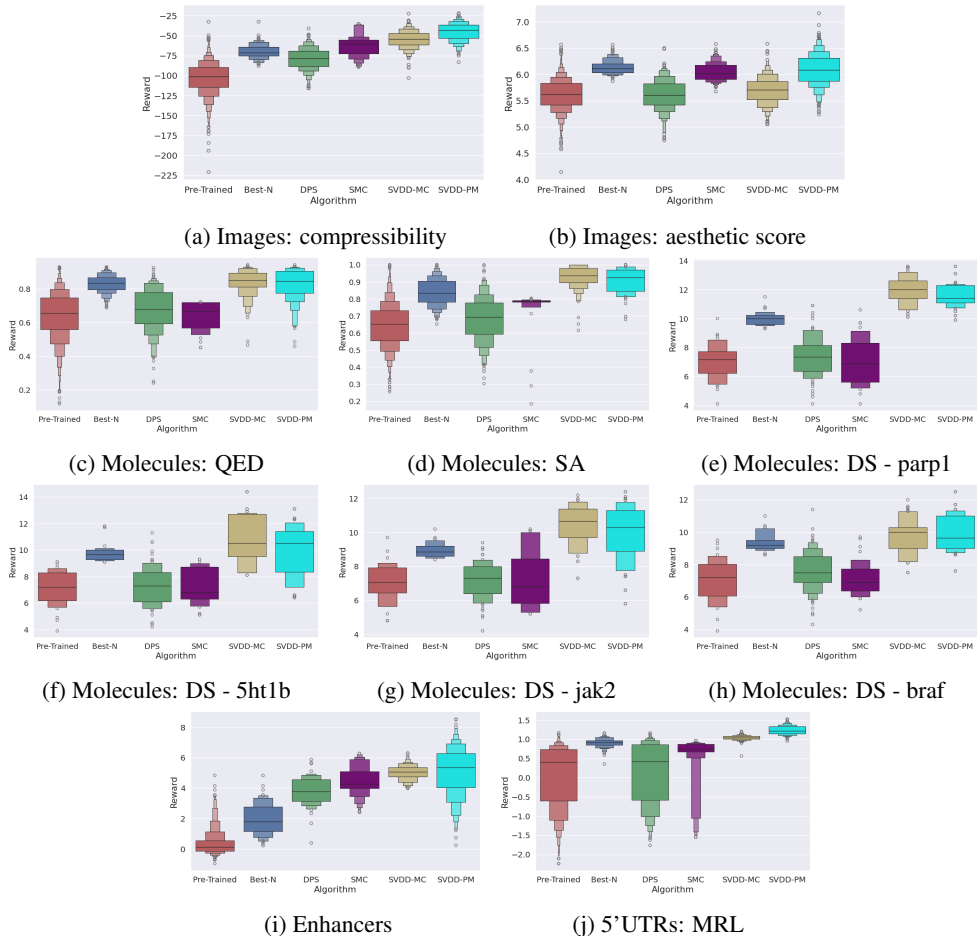 −25
−50
−75
−100
−125
−150
−175
−200
−225
Reward
Pre-Trained Best-N DPS SMC SVDD-MC SVDD-PM
Algorithm
(a) Images: compressibility
7.0
6.5
6.0
5.5
5.0
4.5
4.0
Reward
Pre-Trained Best-N DPS SMC SVDD-MC SVDD-PM
Algorithm
(b) Images: aesthetic score
0.8
0.6
0.4
0.2
Reward
Pre-Trained Best-N DPS SMC SVDD-MC SVDD-PM
Algorithm
(c) Molecules: QED
1.0
0.9
0.8
0.7
0.6
0.5
0.4
0.3
0.2
Reward
Pre-Trained Best-N DPS SMC SVDD-MC SVDD-PM
Algorithm
(d) Molecules: SA
14
12
10
8
6
4
Reward
Pre-Trained Best-N DPS SMC SVDD-MC SVDD-PM
Algorithm
(e) Molecules: DS - parp1
14
12
10
8
6
4
Reward
Pre-Trained Best-N DPS SMC SVDD-MC SVDD-PM
Algorithm
(f) Molecules: DS - 5ht1b
12
10
8
6
4
Reward
Pre-Trained Best-N DPS SMC SVDD-MC SVDD-PM
Algorithm
(g) Molecules: DS - jak2
12
10
8
6
4
Reward
Pre-Trained Best-N DPS SMC SVDD-MC SVDD-PM
Algorithm
(h) Molecules: DS - braf
8
6
4
2
0
Reward
Pre-Trained Best-N DPS SMC SVDD-MC SVDD-PM
Algorithm
(i) Enhancers
1.5
1.0
0.5
0.0
−0.5
−1.0
−1.5
−2.0
Reward
Pre-Trained Best-N DPS SMC SVDD-MC SVDD-PM
Algorithm
(j) 5'UTRs: MRL